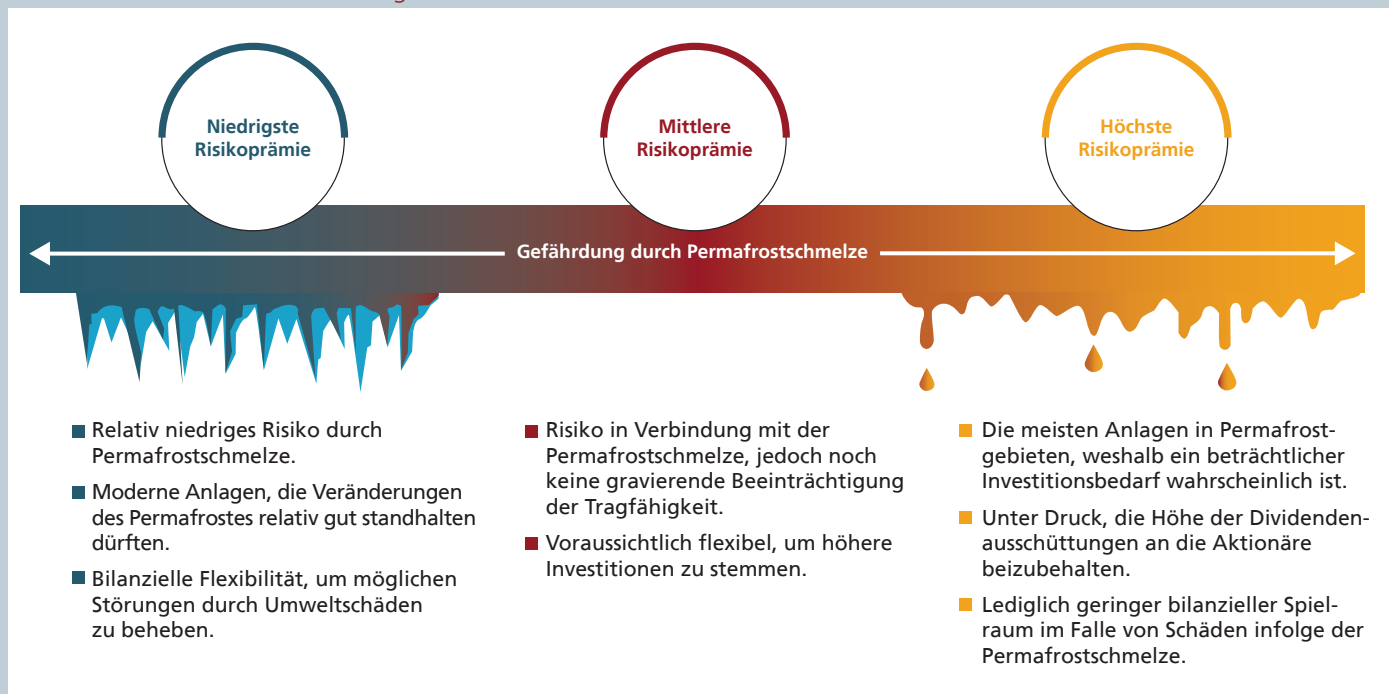 Niedrigste
Risikoprämie
Mittlere
Risikoprämie
Höchste
Risikoprämie
Gefährdung durch Permafrostschmelze
Relativ niedriges Risiko durch
Permafrostschmelze.
Moderne Anlagen, die Veränderungen
des Permafrostes relativ gut standhalten
dürften.
Bilanzielle Flexibilität, um möglichen
Störungen durch Umweltschäden
zu beheben.
Risiko in Verbindung mit der
Permafrostschmelze, jedoch noch
keine gravierende Beeinträchtigung
der Tragfähigkeit.
Voraussichtlich flexibel, um höhere
Investitionen zu stemmen.
Die meisten Anlagen in Permafrost-
gebieten, weshalb ein beträchtlicher
Investitionsbedarf wahrscheinlich ist.
Unter Druck, die Höhe der Dividenden-
ausschüttungen an die Aktionäre
beizubehalten.
Lediglich geringer bilanzieller Spiel-
raum im Falle von Schäden infolge der
Permafrostschmelze.